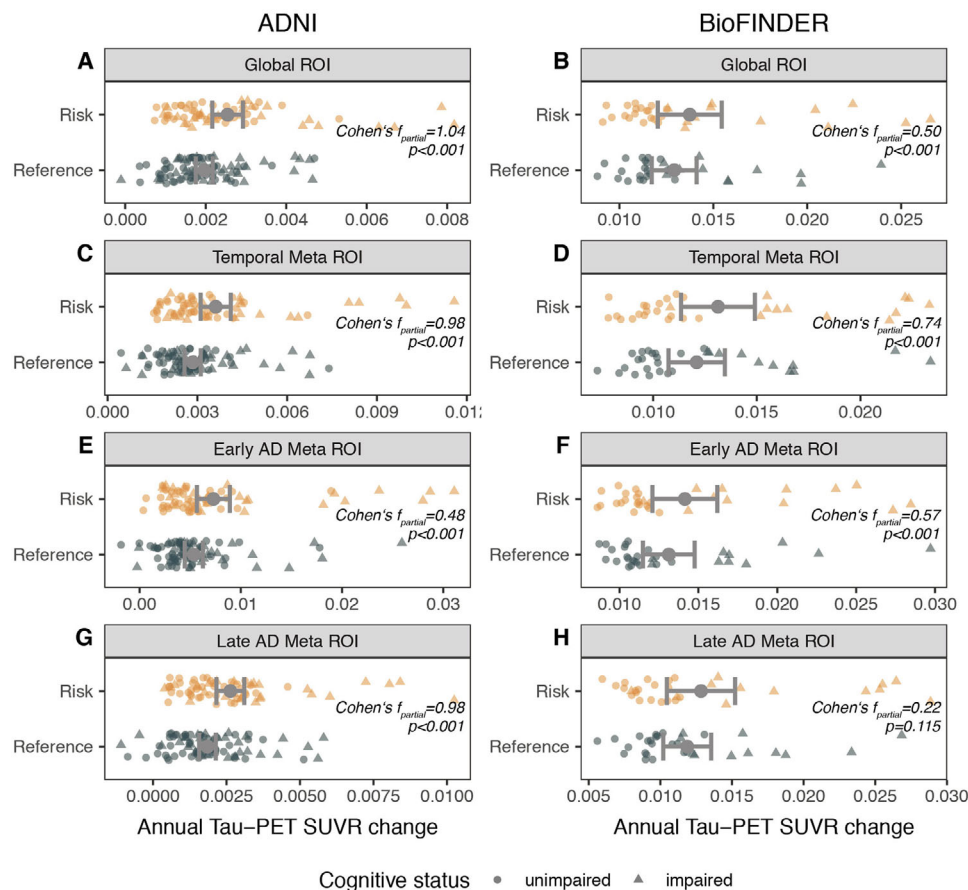 ADNI BioFINDER
A Global ROI B Global ROI
Risk Risk
Cohen's f partial=1.04 Cohen's f partial=0.50
p<0.001 p<0.001
Reference Reference
0.000 0.002 0.004 0.006 0.008 0.010 0.015 0.020 0.025
C Temporal Meta ROI D Temporal Meta ROI
Risk Risk
Cohen's f partial=0.98 Cohen's f partial=0.74
p<0.001 p<0.001
Reference Reference
0.000 0.003 0.006 0.009 0.010 0.015 0.020
E Early AD Meta ROI F Early AD Meta ROI
Risk Risk
Cohen's f partial=0.48 Cohen's f partial=0.57
p<0.001 p<0.001
Reference Reference
0.00 0.01 0.02 0.03 0.010 0.015 0.020 0.025 0.030
G Late AD Meta ROI H Late AD Meta ROI
Risk Risk
Cohen's f partial=0.98 Cohen's f partial=0.22
p<0.001 p=0.115
Reference Reference
0.0000 0.0025 0.0050 0.0075 0.0100 0.005 0.010 0.015 0.020 0.025 0.030
Annual Tau−PET SUVR change Annual Tau−PET SUVR change
Cognitive status unimpaired impaired